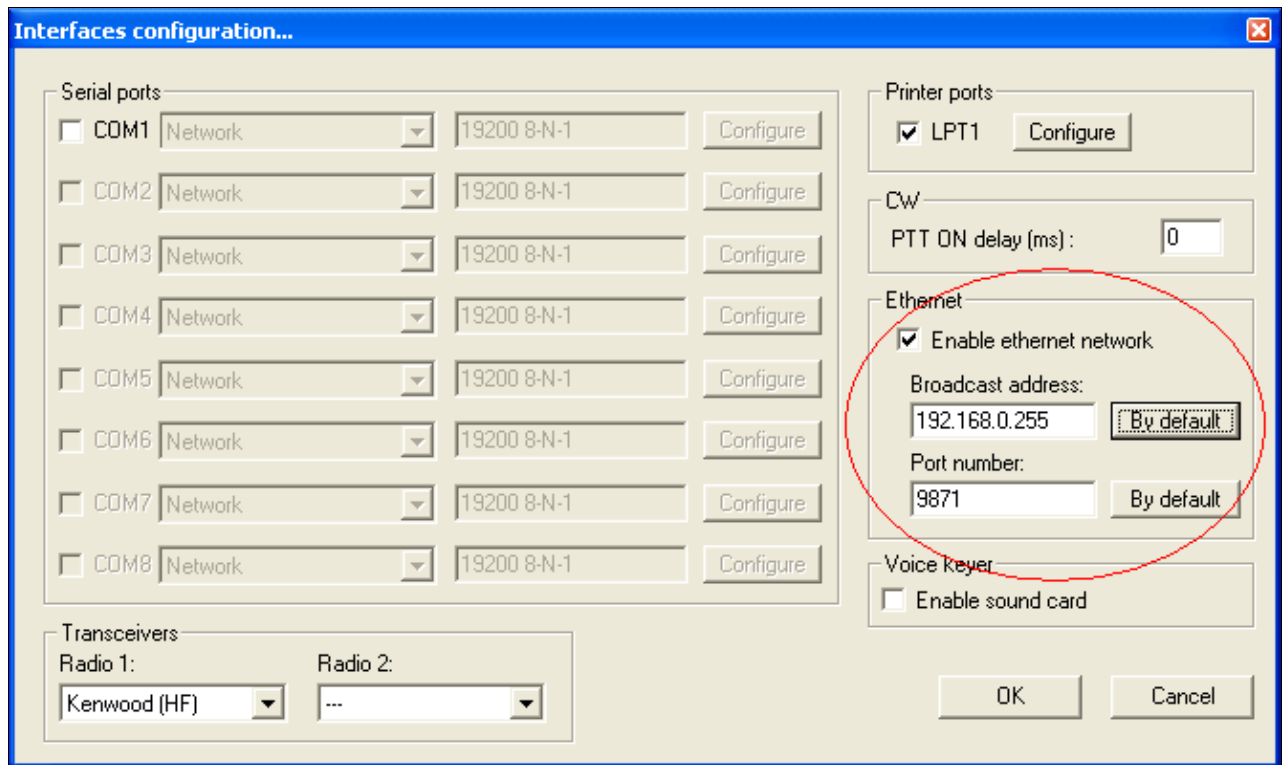 Interfaces configuration...
Serial ports
COM1 Network 19200 8-N-1 Configure
COM2 Network 19200 8-N-1 Configure
COM3 Network 19200 8-N-1 Configure
COM4 Network 19200 8-N-1 Configure
COM5 Network 19200 8-N-1 Configure
COM6 Network 19200 8-N-1 Configure
COM7 Network 19200 8-N-1 Configure
COM8 Network 19200 8-N-1 Configure
Transceivers
Radio 1: Radio 2:
Kenwood (HF) ---
Printer ports
LPT1 Configure
CW
PTT ON delay (ms) : 0
Ethernet
Enable ethernet network
Broadcast address:
192.168.0.255 By default
Port number:
9871 By default
Voice keyer
Enable sound card
OK Cancel